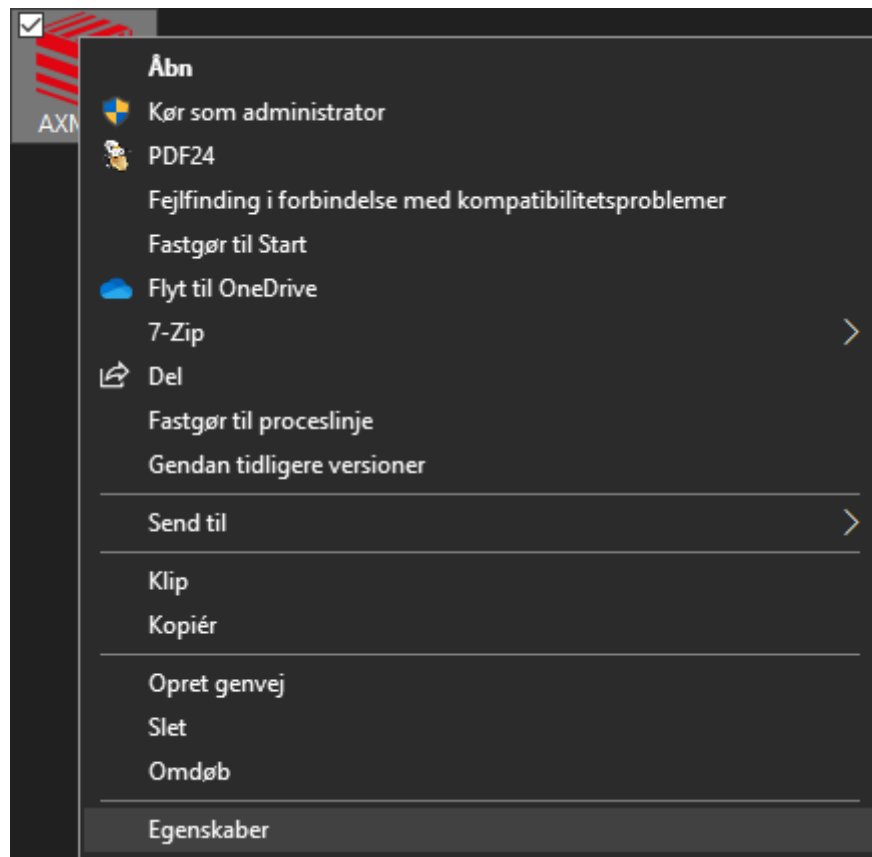 Åbn
Kør som administrator
PDF24
Fejlfinding i forbindelse med kompatibilitetsproblemer
Fastgør til Start
Flyt til OneDrive
7-Zip
Del
Fastgør til proceslinje
Gendan tidligere versioner
Send til
Klip
Kopiér
Opret genvej
Slet
Omdøb
Egenskaber